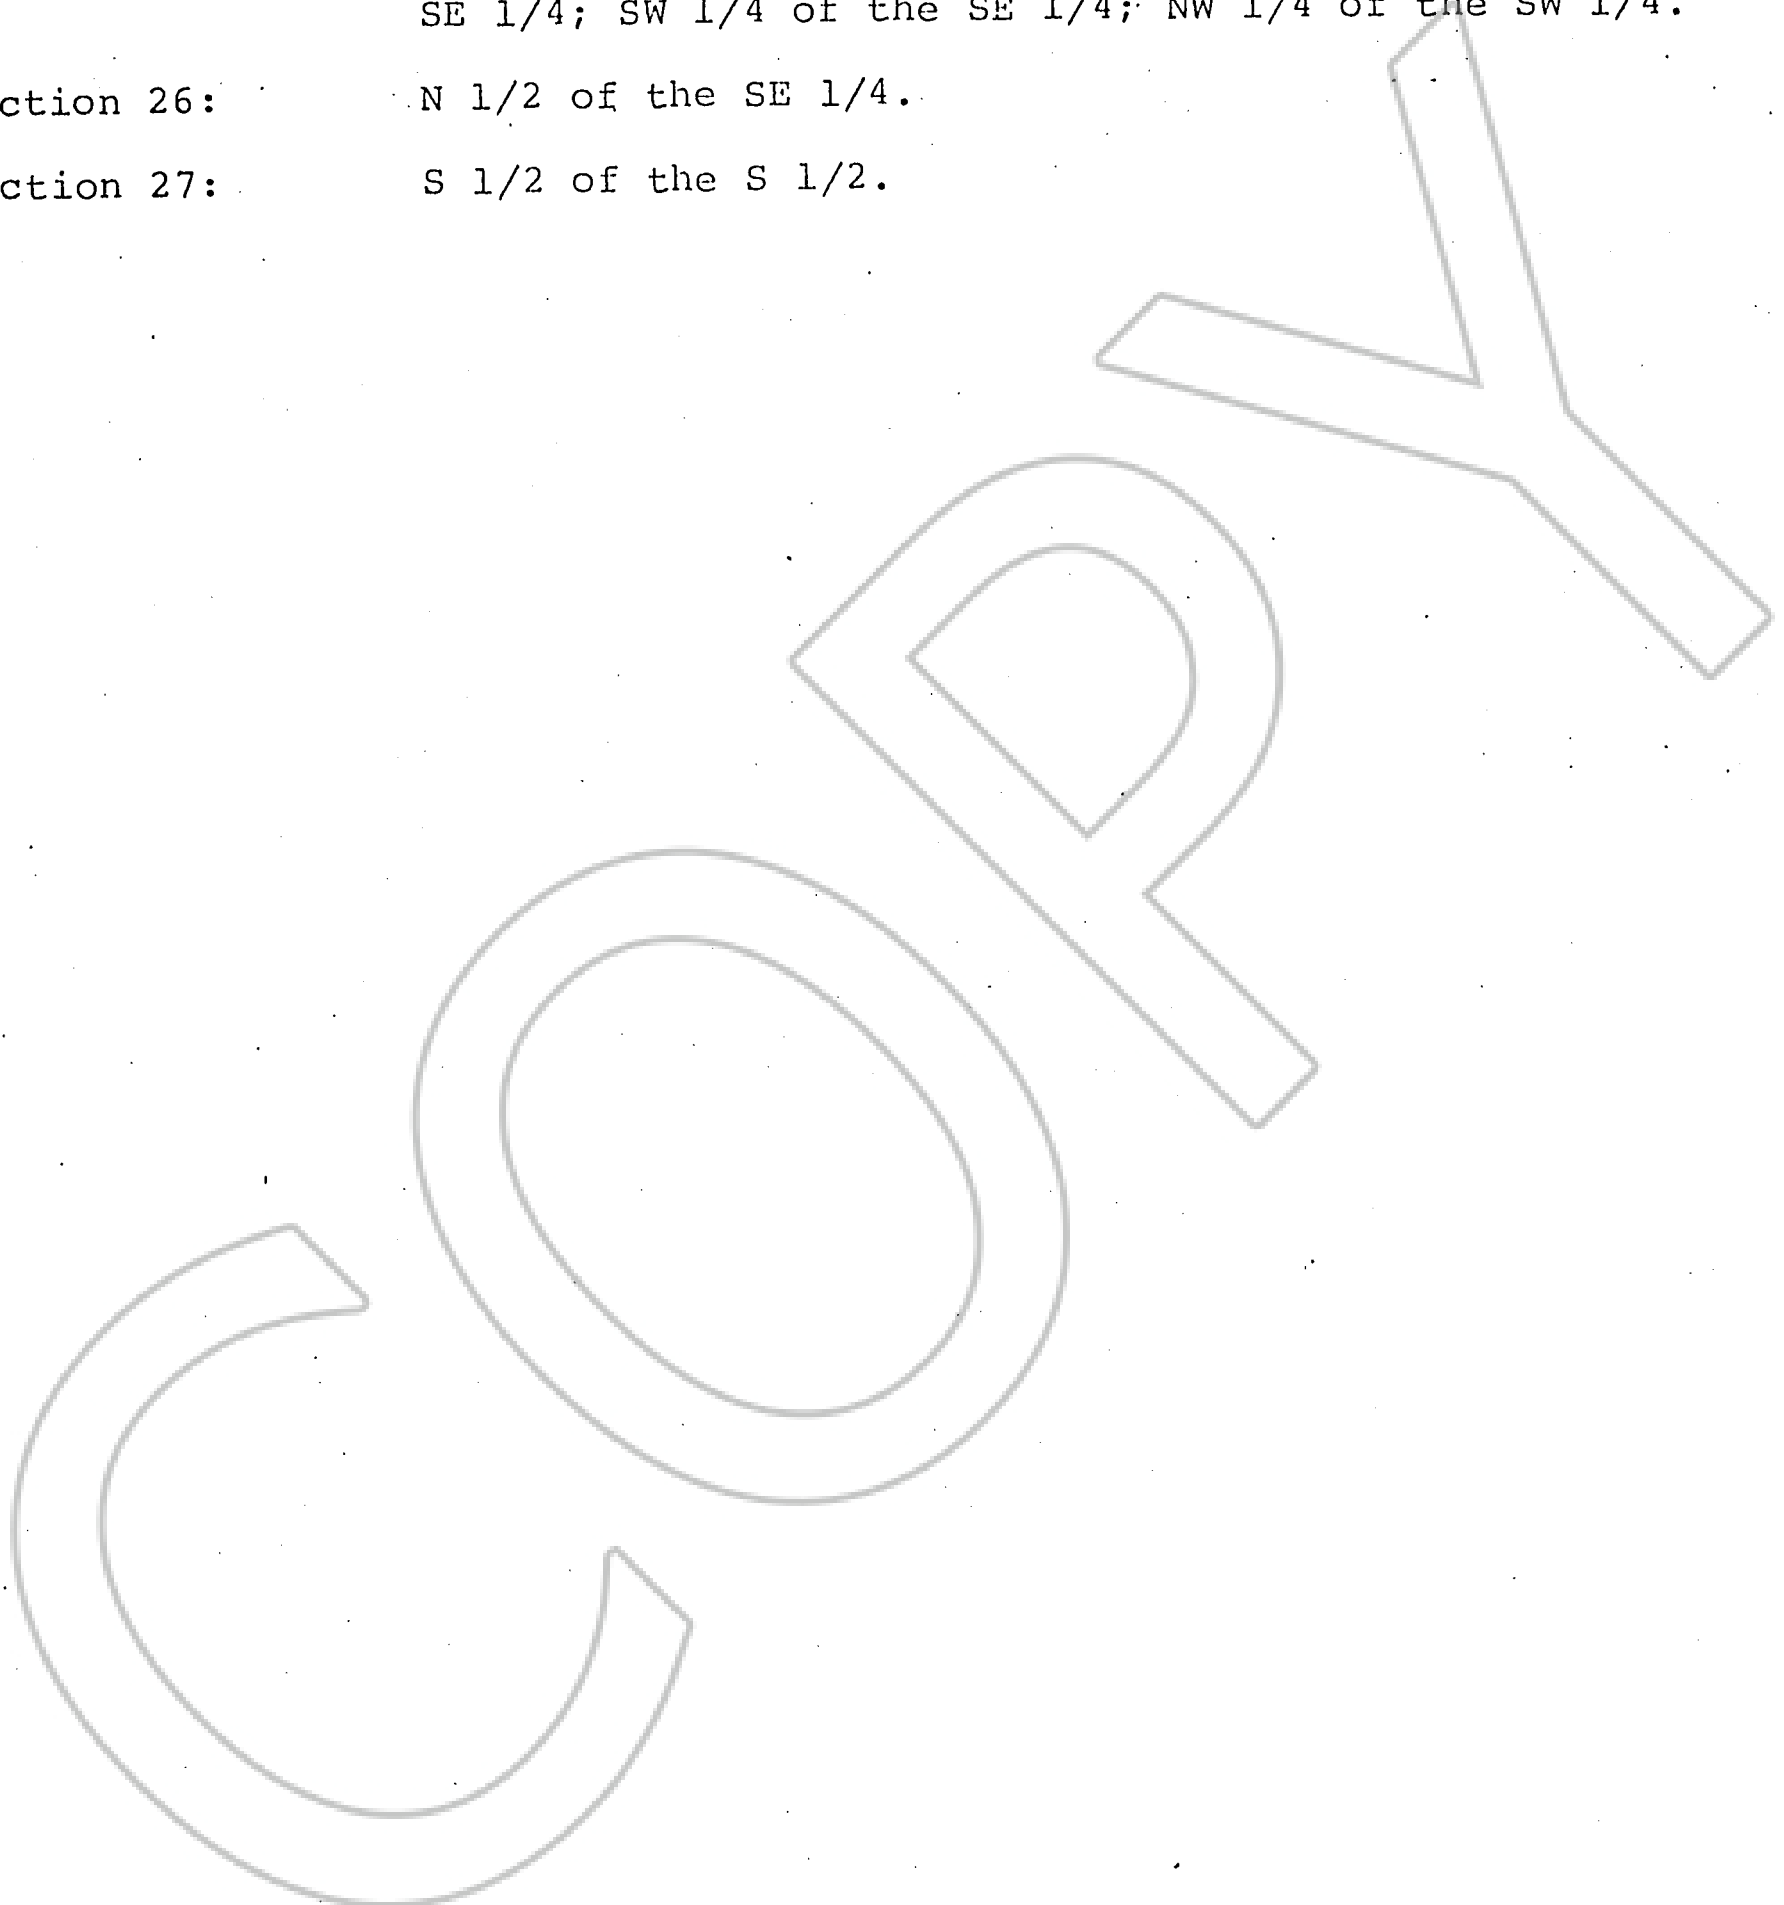 SE 1/4; SW 1/4 of the SE 1/4; NW 1/4 of the SW 1/4.
ction 26: N 1/2 of the SE 1/4.
ction 27: S 1/2 of the S 1/2.
COPY